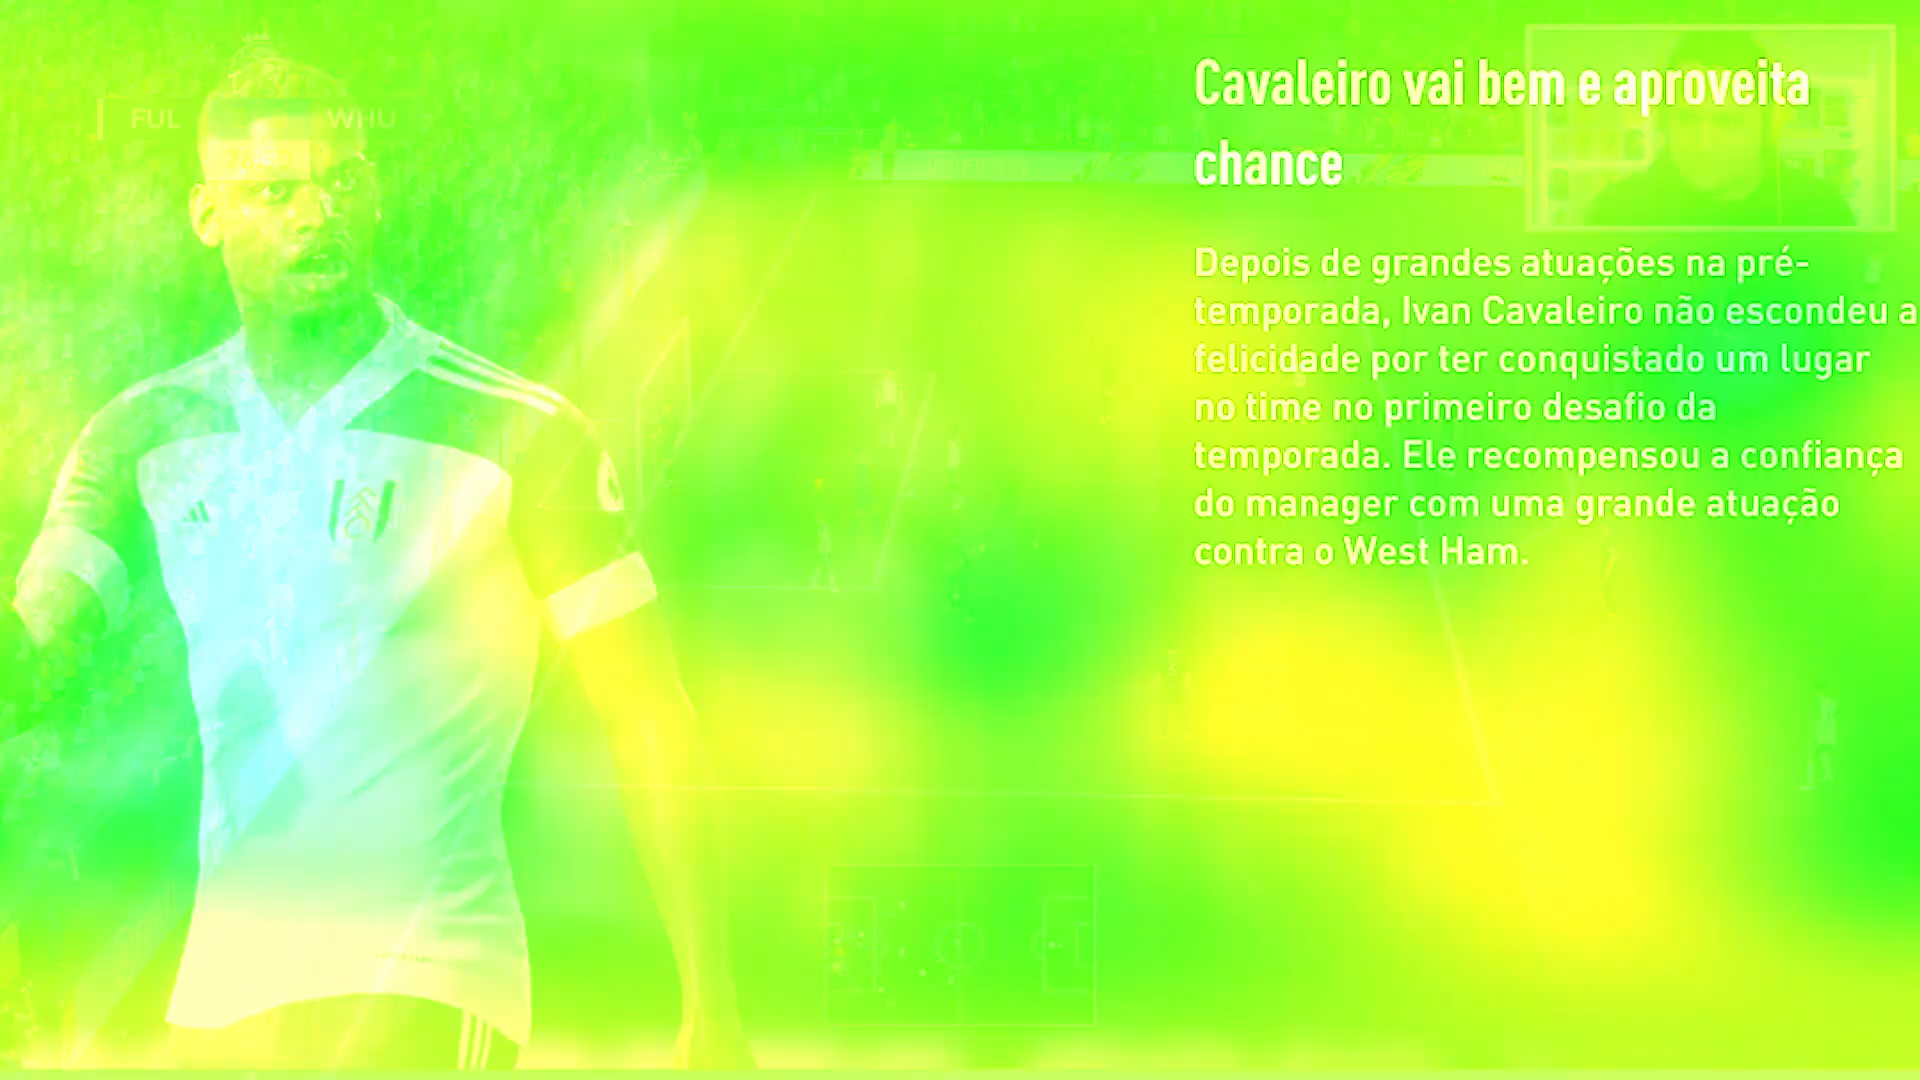 FUL
WHU
Cavaleiro vai bem e aproveita
chance
Depois de grandes atuações na pré-
temporada, Ivan Cavaleiro não escondeu a
felicidade por ter conquistado um lugar
no time no primeiro desafio da
temporada. Ele recompensou a confiança
do manager com uma grande atuação
contra o West Ham.